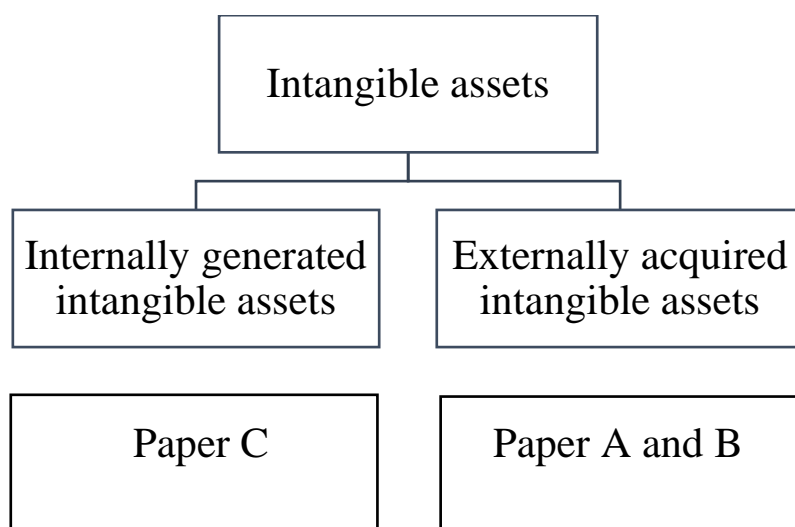 Intangible assets
Internally generated
intangible assets
Externally acquired
intangible assets
Paper C
Paper A and B